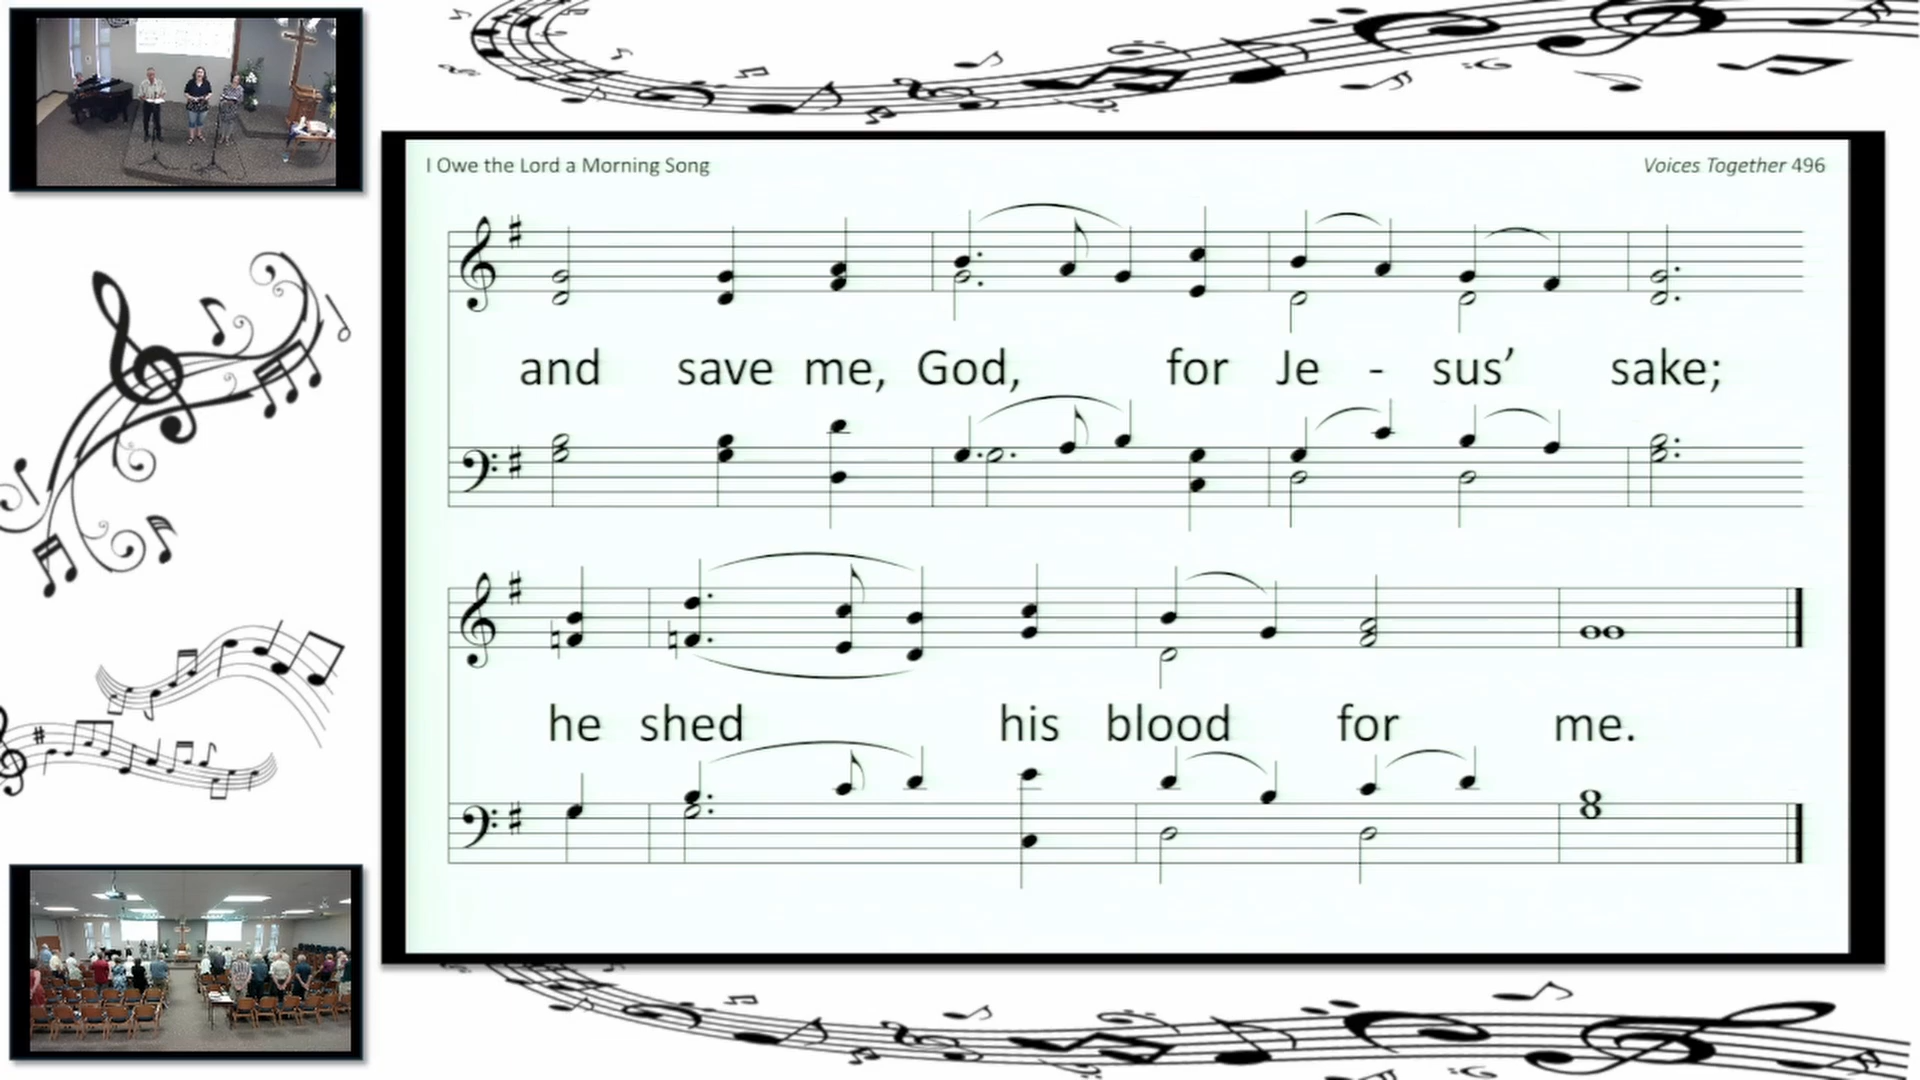 I Owe the Lord a Morning Song
Voices Together 496
and save me, God, for Je - sus’ sake;
he shed his blood for me.